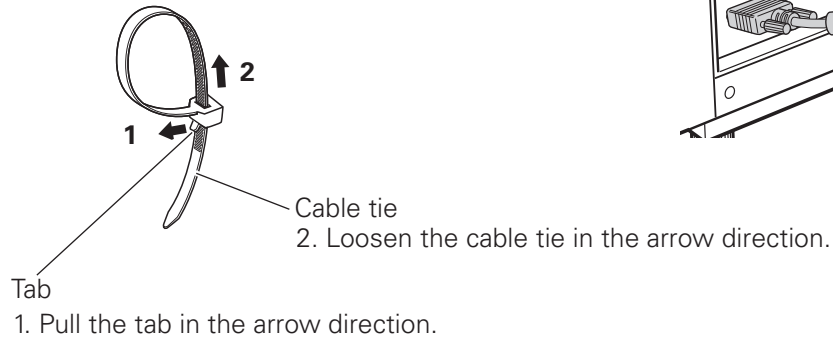 2
1
Cable tie
2. Loosen the cable tie in the arrow direction.
Tab
1. Pull the tab in the arrow direction.